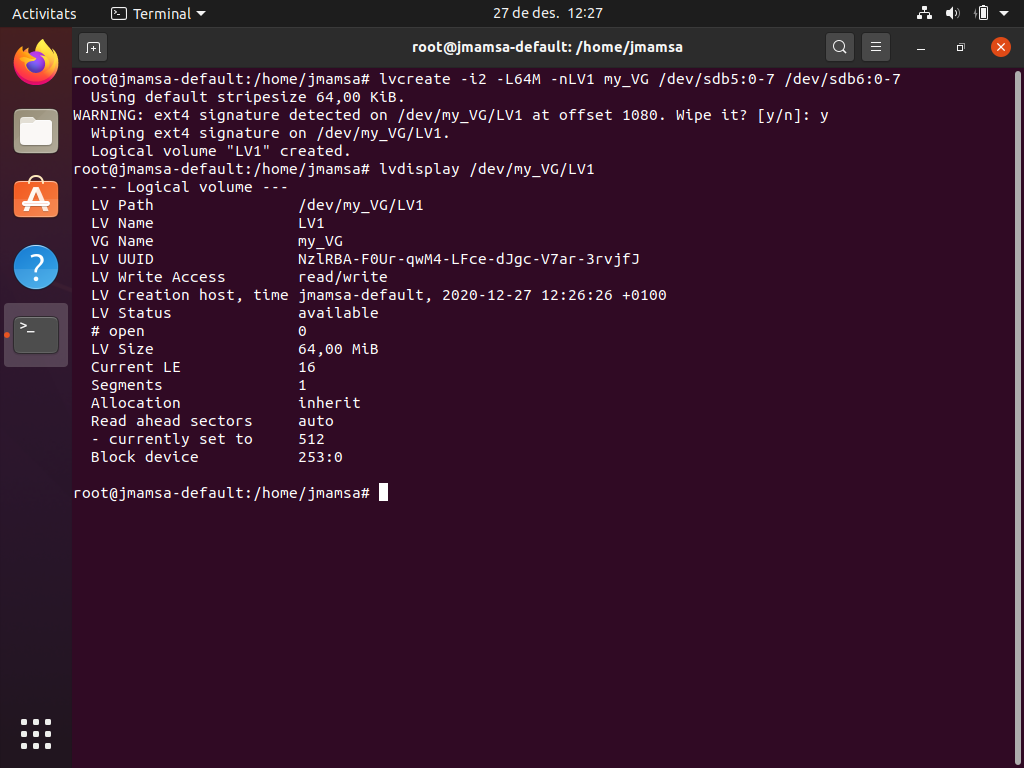 Activitats
Terminal
27 de des. 12:27
root@jmamsa-default: /home/jmamsa
root@jmamsa-default:/home/jmamsa# lvcreate -i2 -L64M -nLV1 my_VG /dev/sdb5:0-7 /dev/sdb6:0-7
  Using default stripesize 64,00 KiB.
WARNING: ext4 signature detected on /dev/my_VG/LV1 at offset 1080. Wipe it? [y/n]: y
  Wiping ext4 signature on /dev/my_VG/LV1.
  Logical volume "LV1" created.
root@jmamsa-default:/home/jmamsa# lvdisplay /dev/my_VG/LV1
  --- Logical volume ---
  LV Path                /dev/my_VG/LV1
  LV Name                LV1
  VG Name                my_VG
  LV UUID                NzlRBA-F0Ur-qwM4-LFce-dJgc-V7ar-3rvjfJ
  LV Write Access        read/write
  LV Creation host, time jmamsa-default, 2020-12-27 12:26:26 +0100
  LV Status              available
  # open                 0
  LV Size                64,00 MiB
  Current LE             16
  Segments               1
  Allocation             inherit
  Read ahead sectors     auto
  - currently set to     512
  Block device           253:0
root@jmamsa-default:/home/jmamsa#